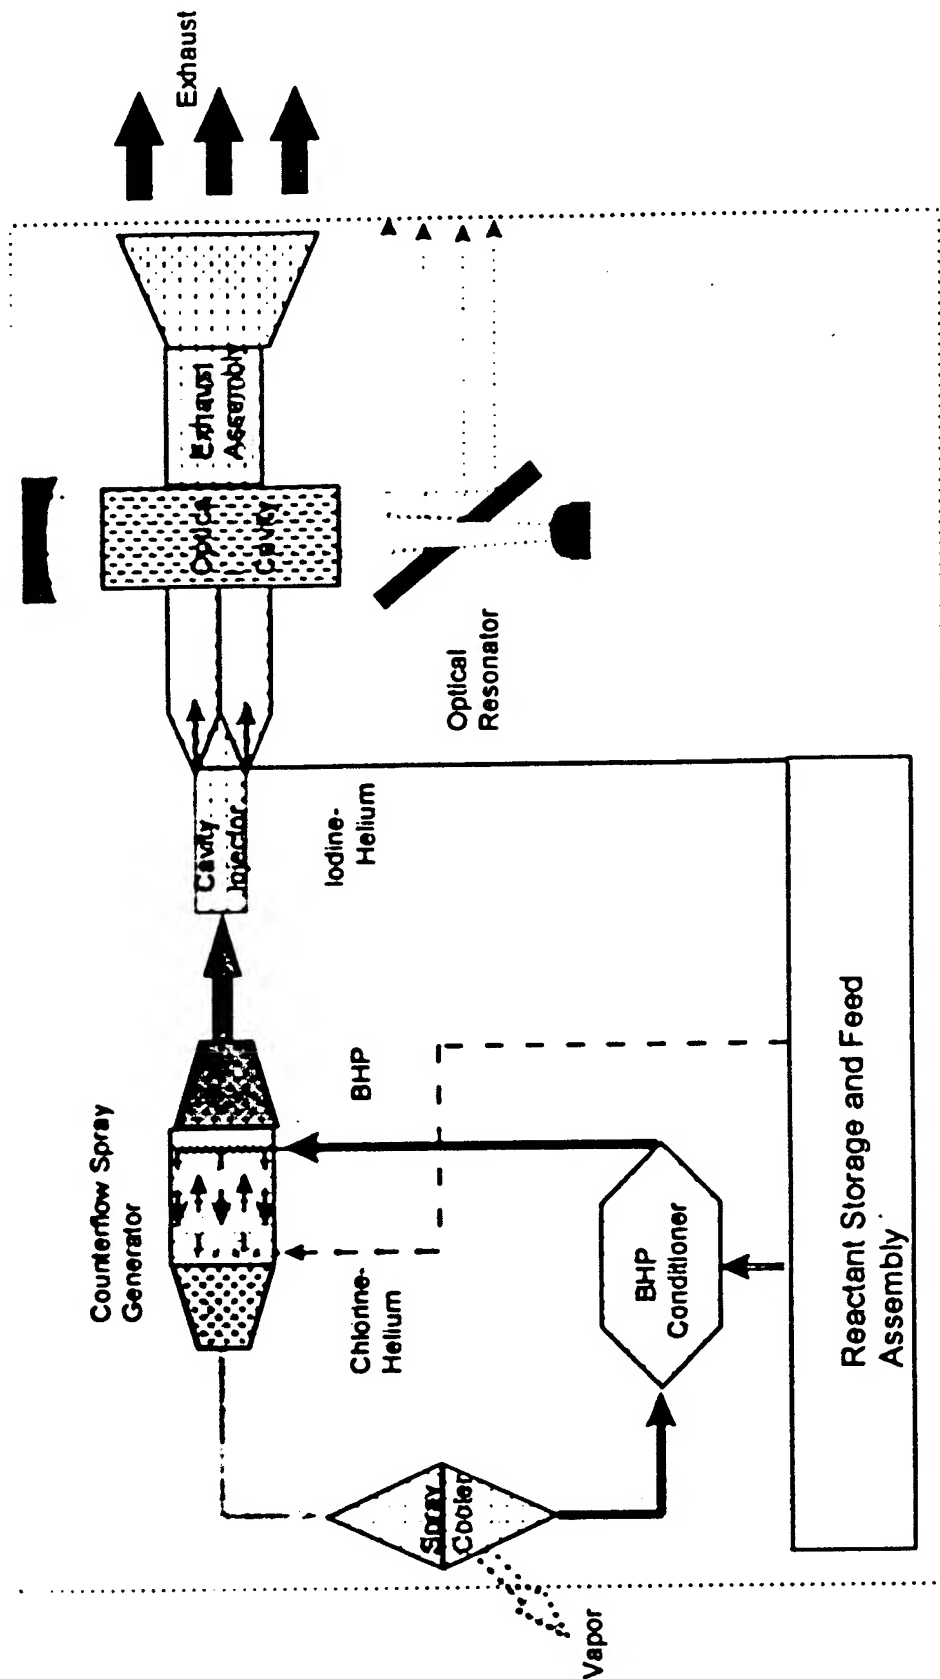 Counterflow Spray
Generator
Exhaust
Exhaust
Assembly
Optical
Cavity
Cavity
Injector
Optical
Resonator
Iodine-
Helium
BHP
Chlorine-
Helium
BHP
Conditioner
Spray
Cooler
Vapor
Reactant Storage and Feed
Assembly